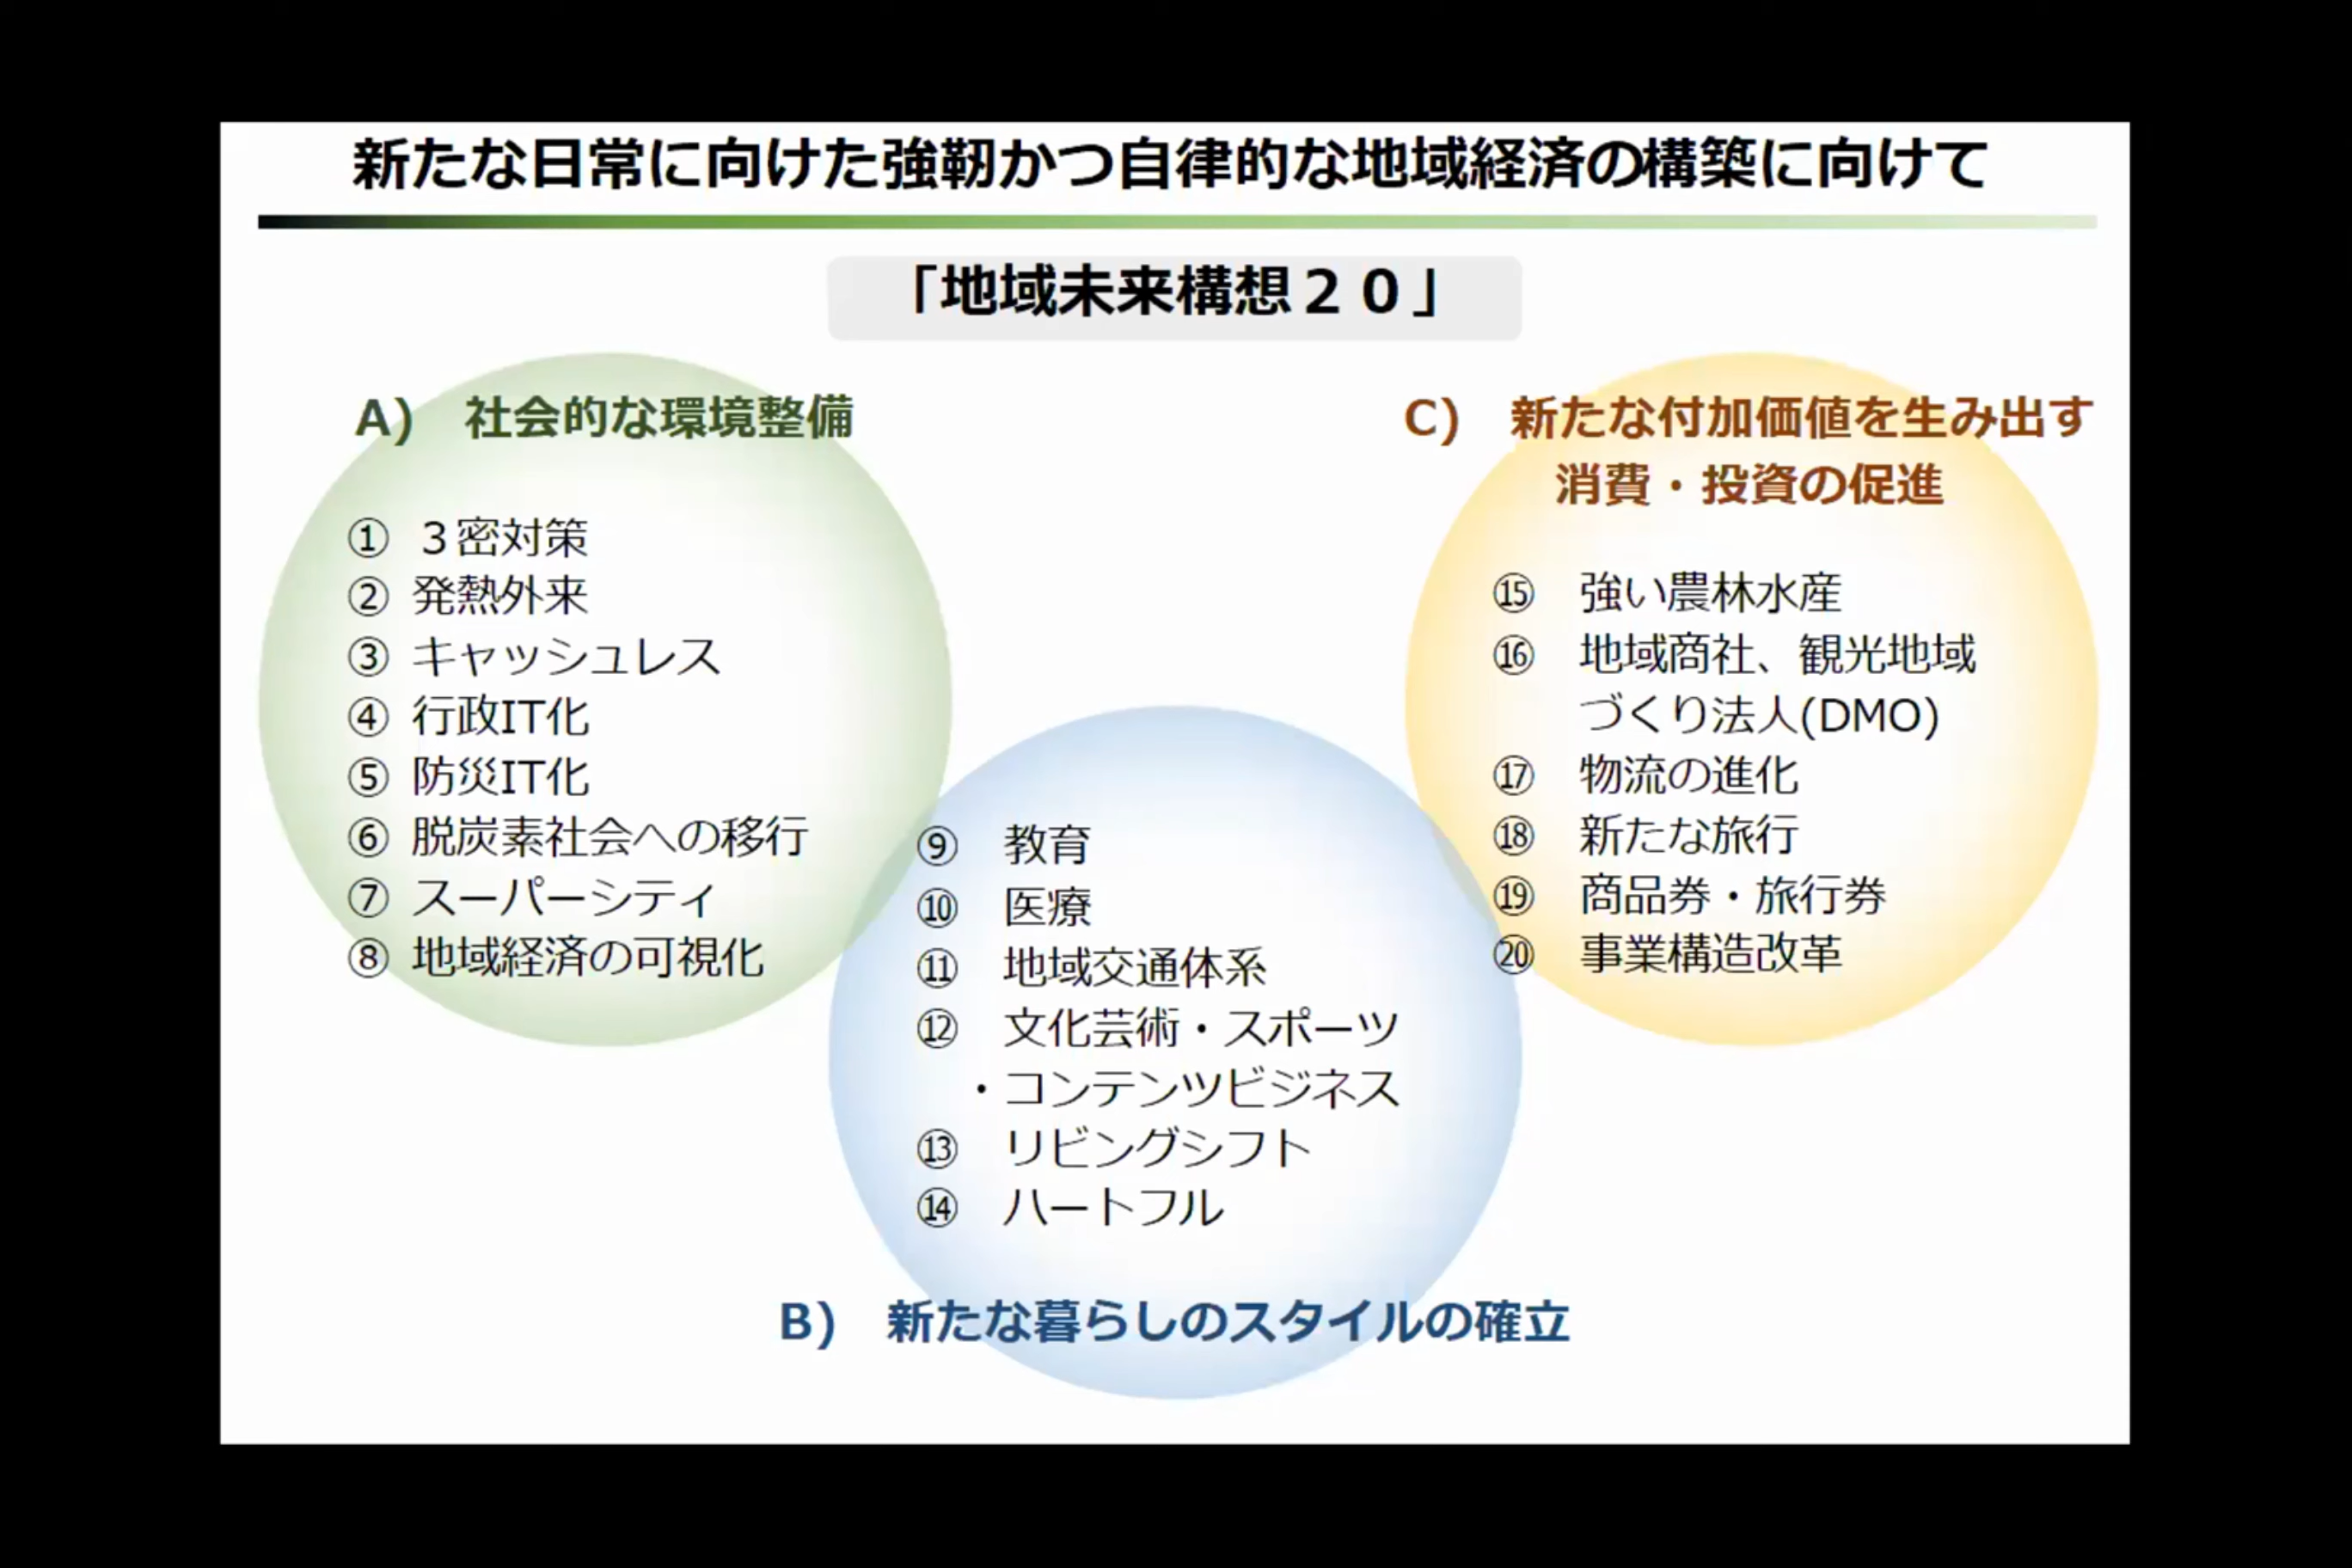 新たな日常に向けた強靭かつ自律的な地域経済の構築に向けて
「地域未来構想２０」
A)　社会的な環境整備
① ３密対策
② 発熱外来
③ キャッシュレス
④ 行政IT化
⑤ 防災IT化
⑥ 脱炭素社会への移行
⑦ スーパーシティ
⑧ 地域経済の可視化
⑨　教育
⑩　医療
⑪　地域交通体系
⑫　文化芸術・スポーツ
・コンテンツビジネス
⑬　リビングシフト
⑭　ハートフル
B)　新たな暮らしのスタイルの確立
C)　新たな付加価値を生み出す
消費・投資の促進
⑮　強い農林水産
⑯　地域商社、観光地域
づくり法人(DMO)
⑰　物流の進化
⑱　新たな旅行
⑲　商品券・旅行券
⑳　事業構造改革